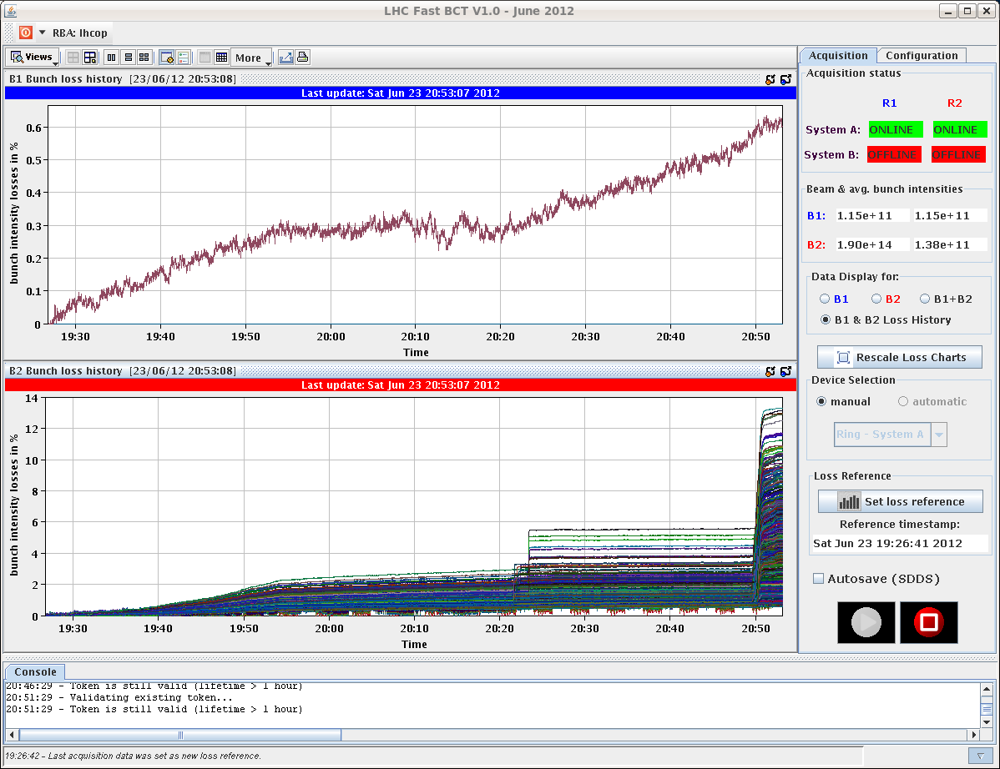 LHC Fast BCT V1.0 - June 2012
RBA: lhcop
Views
More
B1 Bunch loss history [23/06/12 20:53:08]
Last update: Sat Jun 23 20:53:07 2012
bunch intensity losses in %
0.6
0.5
0.4
0.3
0.2
0.1
0
19:30 19:40 19:50 20:00 20:10 20:20 20:30 20:40 20:50
Time
B2 Bunch loss history [23/06/12 20:53:08]
Last update: Sat Jun 23 20:53:07 2012
bunch intensity losses in %
14
12
10
8
6
4
2
0
19:30 19:40 19:50 20:00 20:10 20:20 20:30 20:40 20:50
Time
Acquisition Configuration
Acquisition status
R1 R2
System A: ONLINE ONLINE
System B: OFFLINE OFFLINE
Beam & avg. bunch intensities
B1: 1.15e+11 1.15e+11
B2: 1.90e+14 1.38e+11
Data Display for:
B1 B2 B1+B2
B1 & B2 Loss History
Rescale Loss Charts
Device Selection
manual automatic
Ring - System A
Loss Reference
Set loss reference
Reference timestamp:
Sat Jun 23 19:26:41 2012
Autosave (SDDS)
Console
20:46:29 - Token is still valid (lifetime > 1 hour)
20:51:29 - Validating existing token...
20:51:29 - Token is still valid (lifetime > 1 hour)
19:26:42 - Last acquisition data was set as new loss reference.